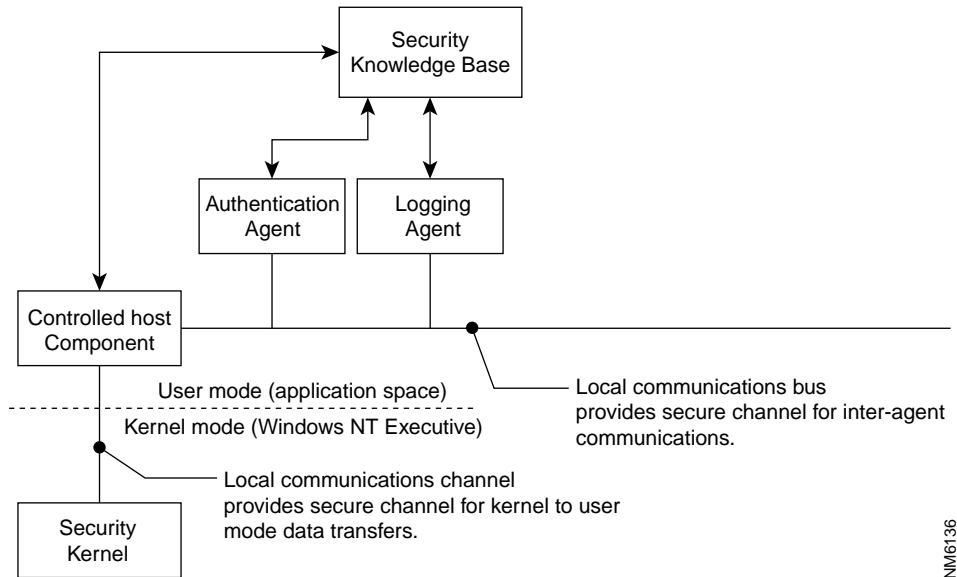 Security
Knowledge Base
Authentication
Agent
Logging
Agent
Controlled host
Component
User mode (application space)
Kernel mode (Windows NT Executive)
Local communications bus
provides secure channel for inter-agent
communications.
Local communications channel
provides secure channel for kernel to user
mode data transfers.
Security
Kernel
NM6136